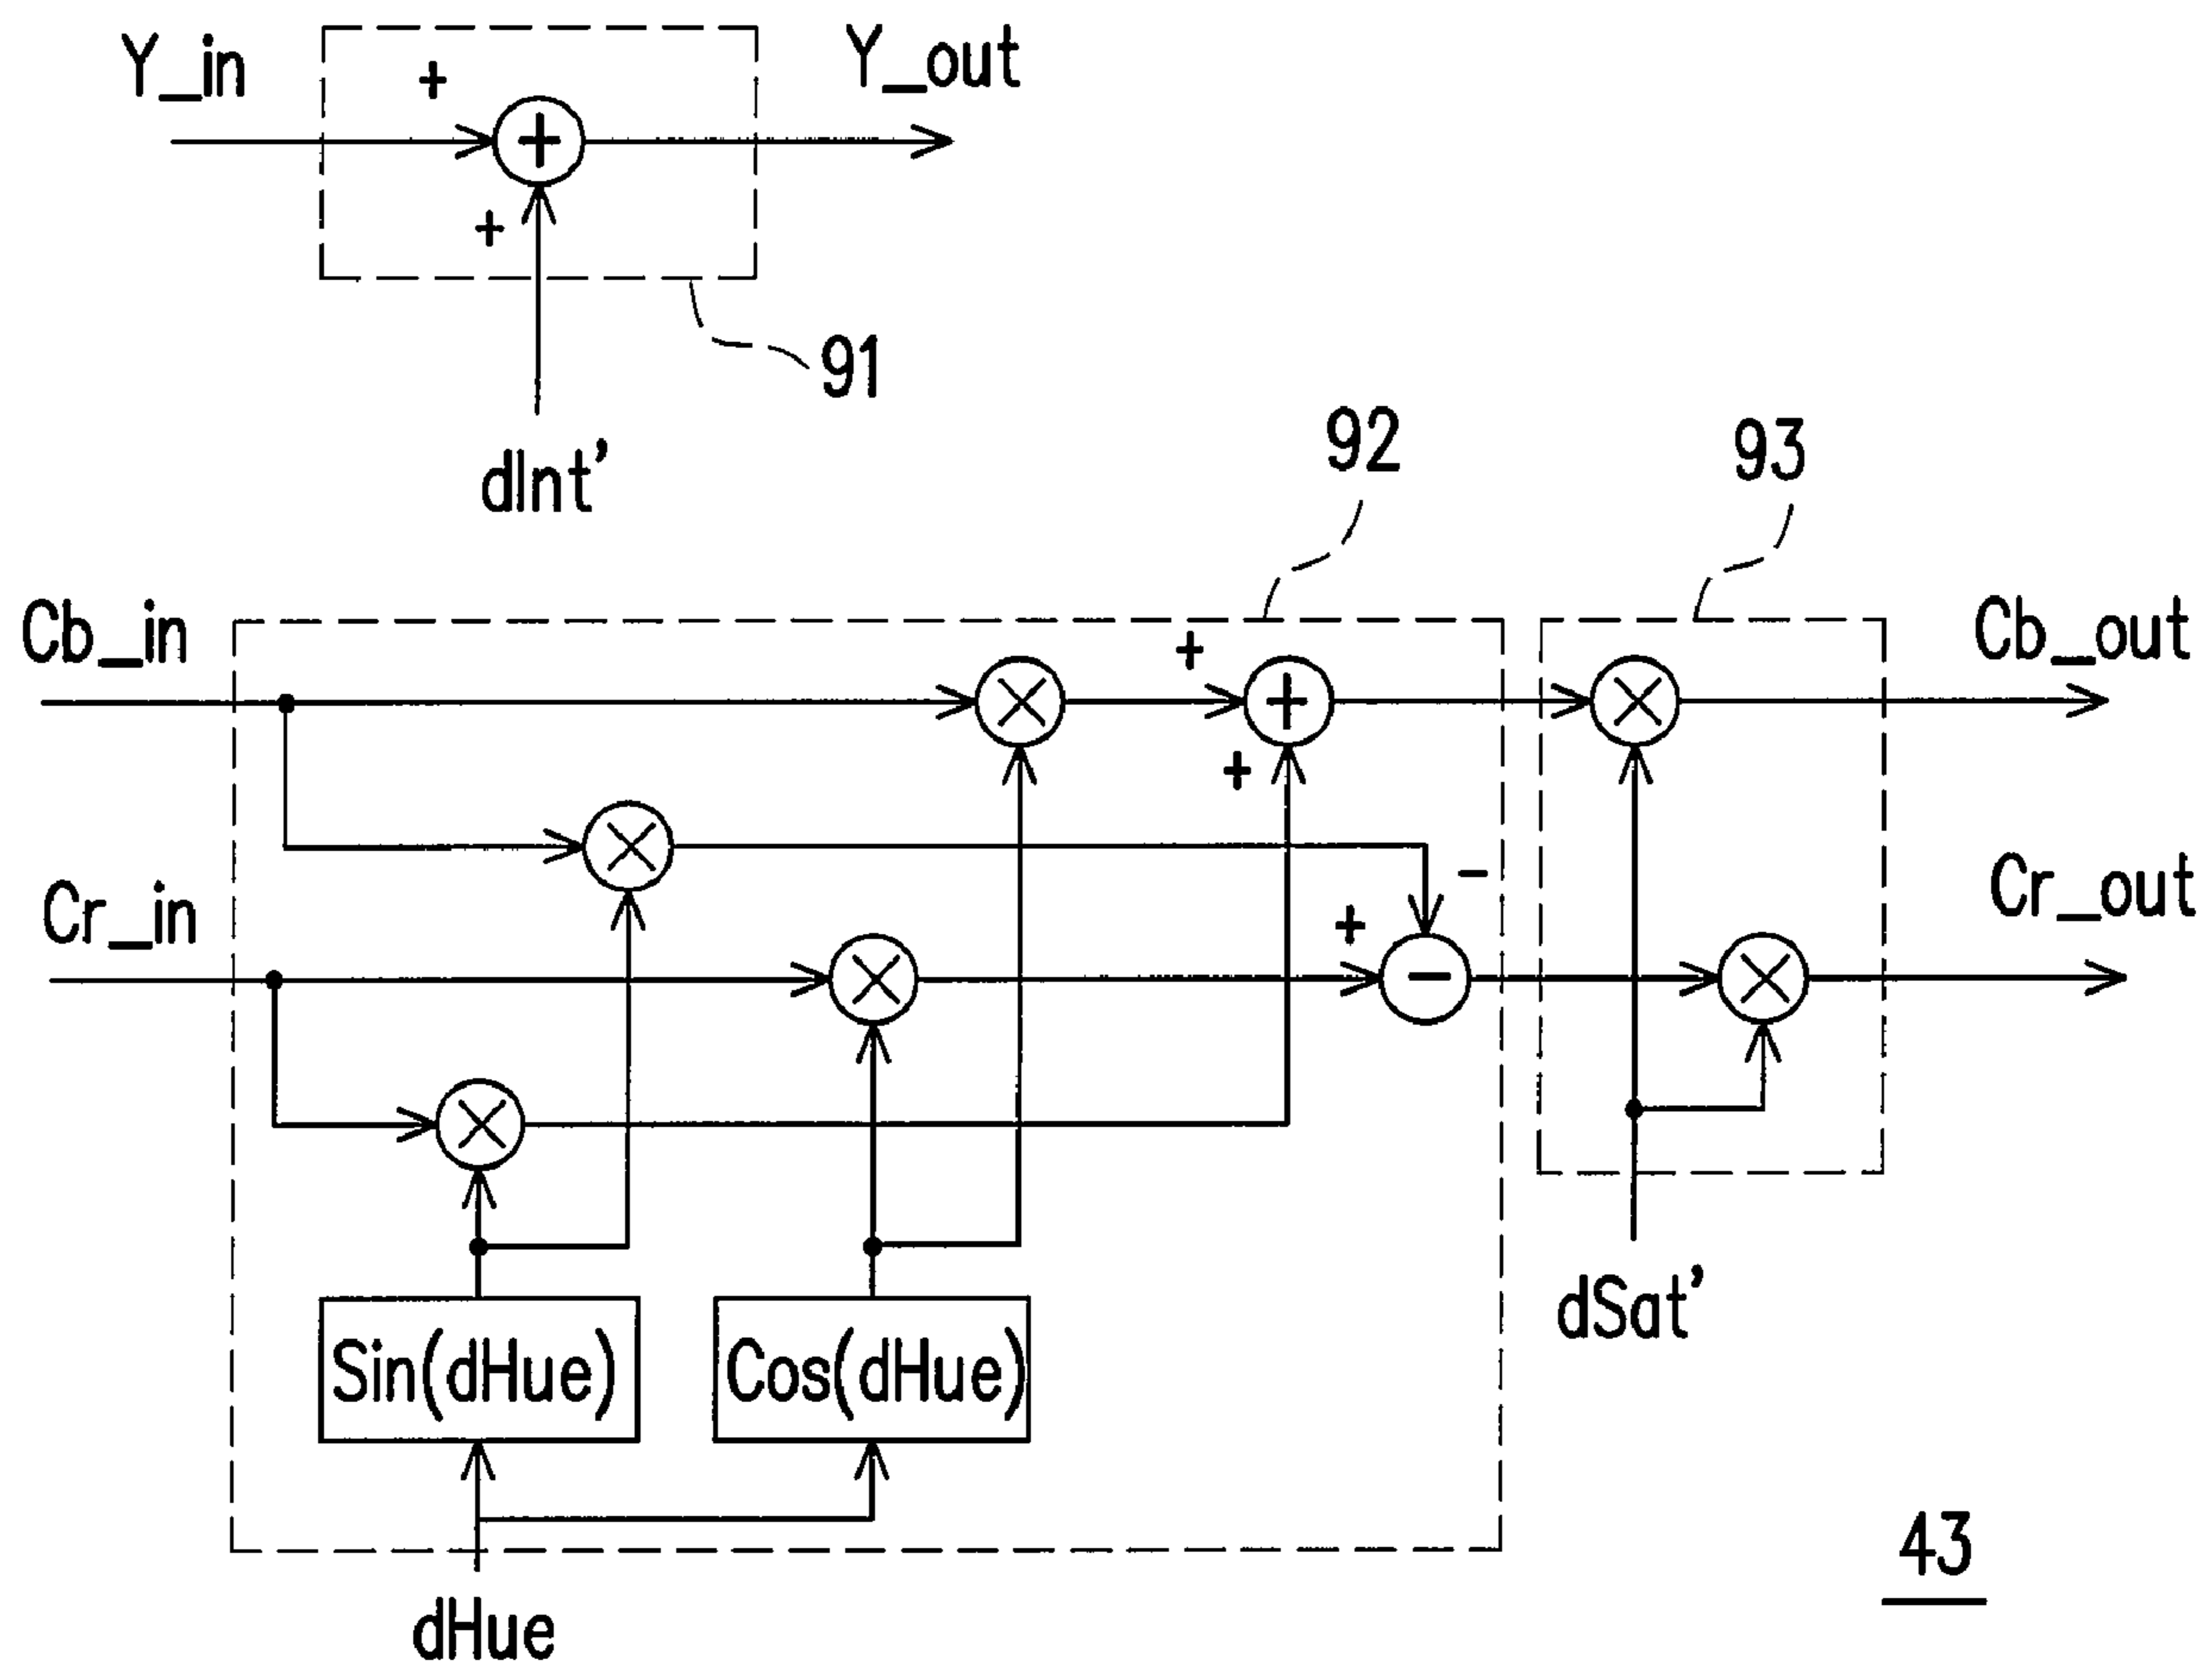 Y_in
+
Y_out
+
+
91
dInt’
92
93
Cb_in
+
+
Cb_out
+
-
Cr_in
+
-
Cr_out
Sin(dHue)
Cos(dHue)
dSat’
dHue
43